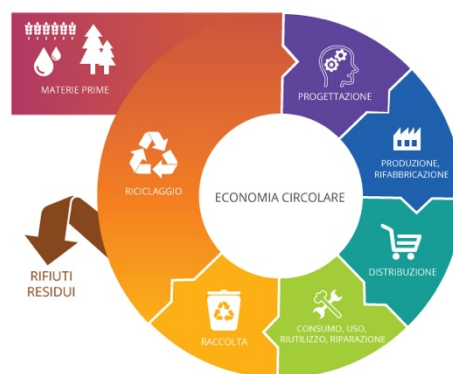 MATERIE PRIME
PROGETTAZIONE
PRODUZIONE,
RIFABBRICAZIONE
RICICLAGGIO
ECONOMIA CIRCOLARE
DISTRIBUZIONE
RIFIUTI
RESIDUI
CONSUMO, USO,
RIUTILIZZO, RIPARAZIONE
RACCOLTA